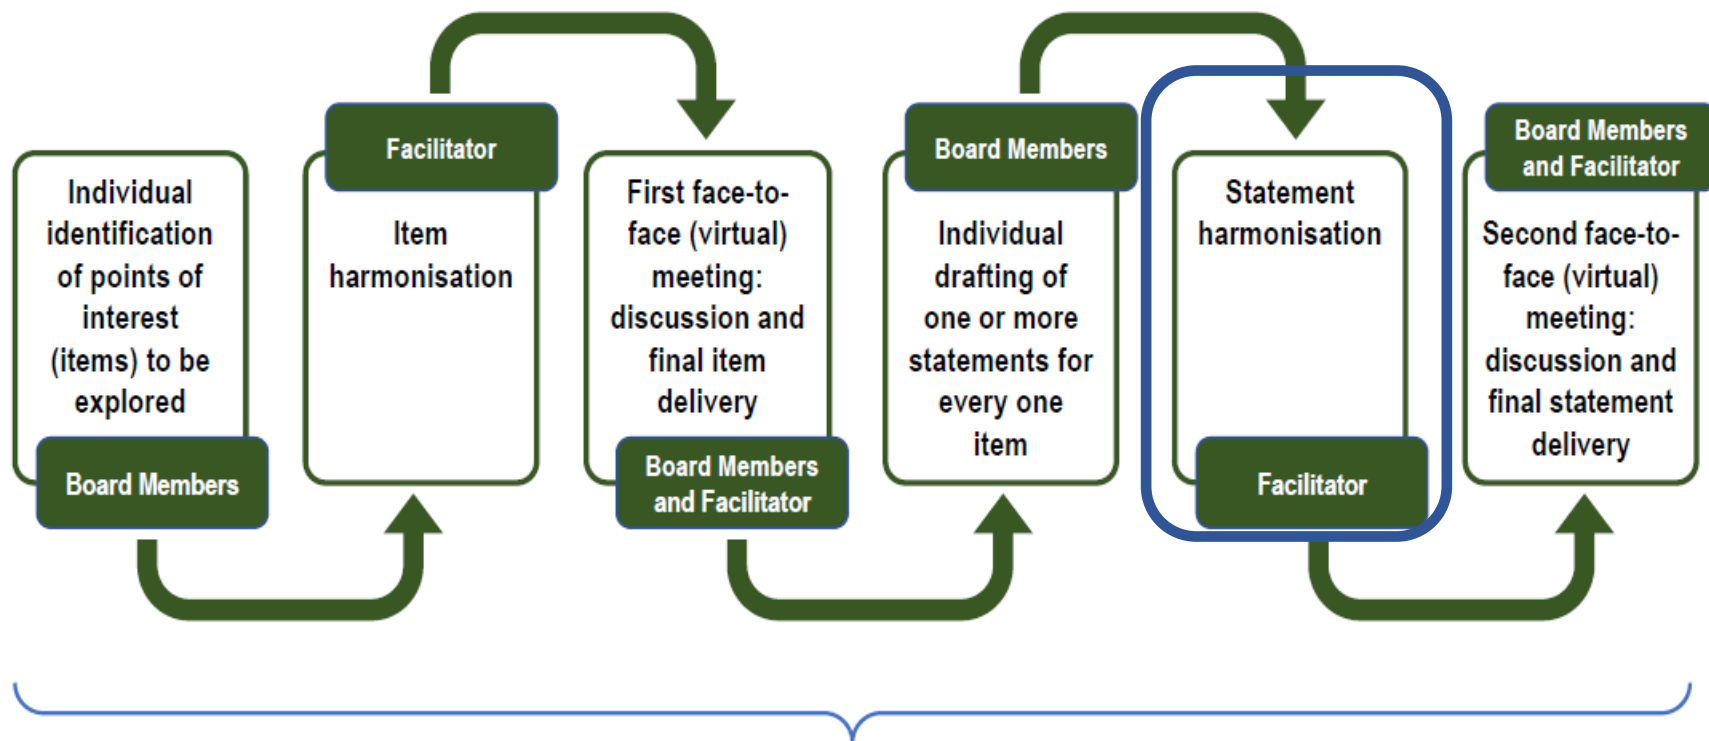 Individual
identification
of points of
interest
(items) to be
explored
Board Members
Facilitator
Item
harmonisation
First face-to-
face (virtual)
meeting:
discussion and
final item
delivery
Board Members
and Facilitator
Board Members
Individual
drafting of
one or more
statements for
every one
item
Statement
harmonisation
Facilitator
Board Members
and Facilitator
Second face-to-
face (virtual)
meeting:
discussion and
final statement
delivery